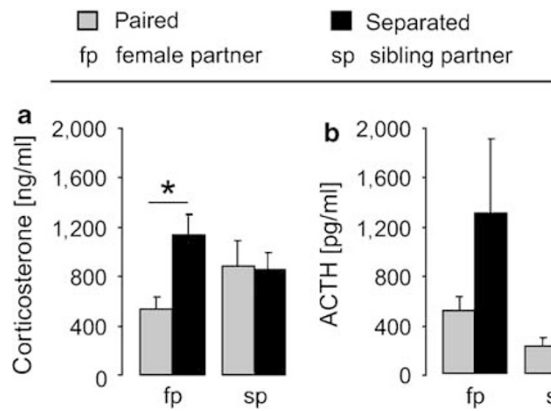 Paired Separated
fp female partner sp sibling partner
a
Corticosterone [ng/ml]
2,000
1,600
1,200
800
400
0
*
fp sp
b
ACTH [pg/ml]
2,000
1,600
1,200
800
400
0
fp s